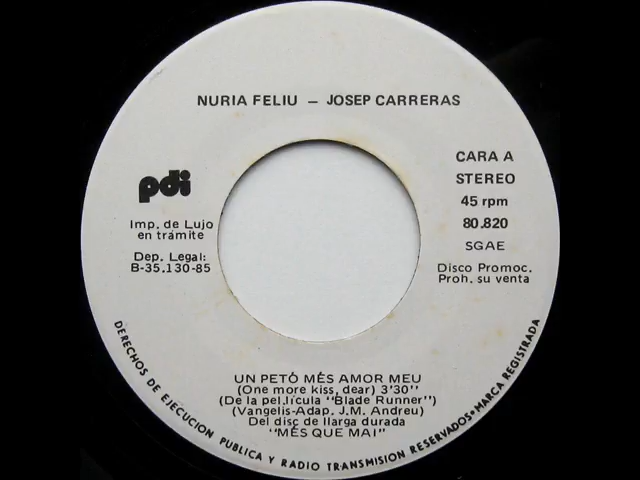 NURIA FELIU - JOSEP CARRERAS
pdi
Imp. de Lujo
en trámite
Dep. Legal:
B-35.130-85
CARA A
STEREO
45 rpm
80.820
SGAE
Disco Promoc.
Proh. su venta
UN PETÓ MÉS AMOR MEU
(One more kiss, dear) 3'30"
(De la pel.lícula "Blade Runner")
(Vangelis-Adap. J.M. Andreu)
Del disc de llarga durada
"MÉS QUE MAI"
DERECHOS DE EJECUCION PUBLICA Y RADIO TRANSMISION RESERVADOS•MARCA REGISTRADA